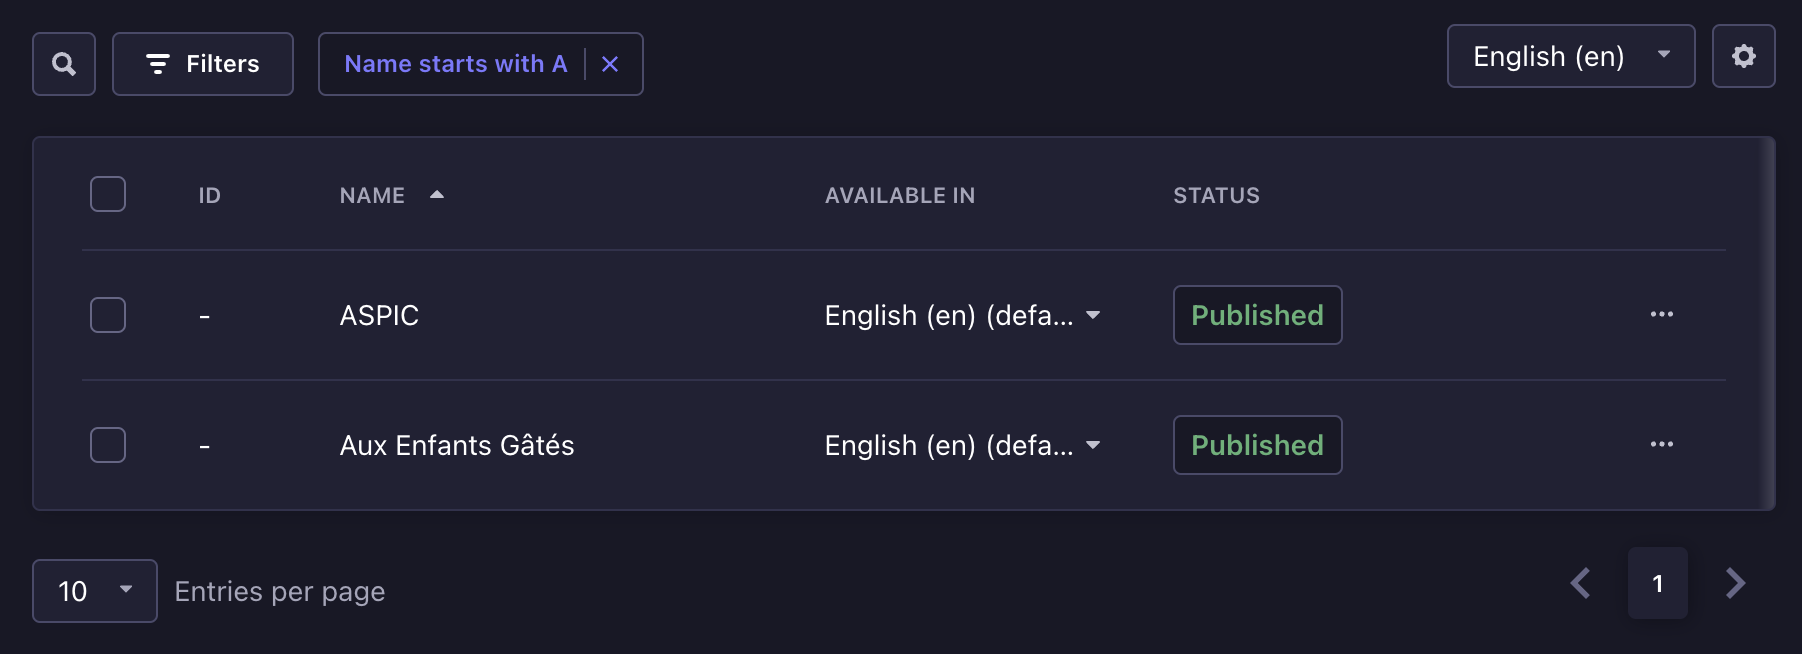 Filters
Name starts with A
English (en)
ID NAME AVAILABLE IN STATUS
- ASPIC English (en) (defa... Published
- Aux Enfants Gâtés English (en) (defa... Published
10 Entries per page
1